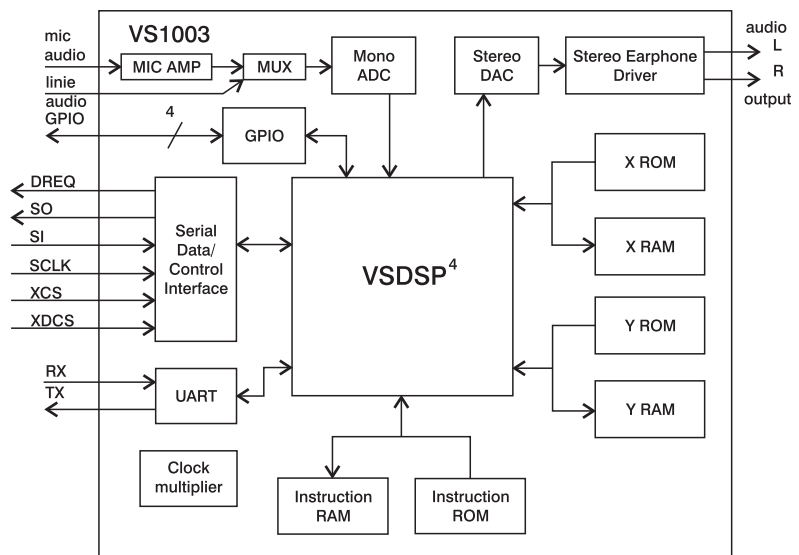 VS1003
mic
audio
linie
audio
GPIO
4
MIC AMP
MUX
Mono
ADC
Stereo
DAC
Stereo Earphone
Driver
audio
L
R
output
GPIO
DREQ
SO
SI
SCLK
XCS
XDCS
Serial
Data/
Control
Interface
VSDSP⁴
X ROM
X RAM
Y ROM
Y RAM
RX
TX
UART
Clock
multiplier
Instruction
RAM
Instruction
ROM